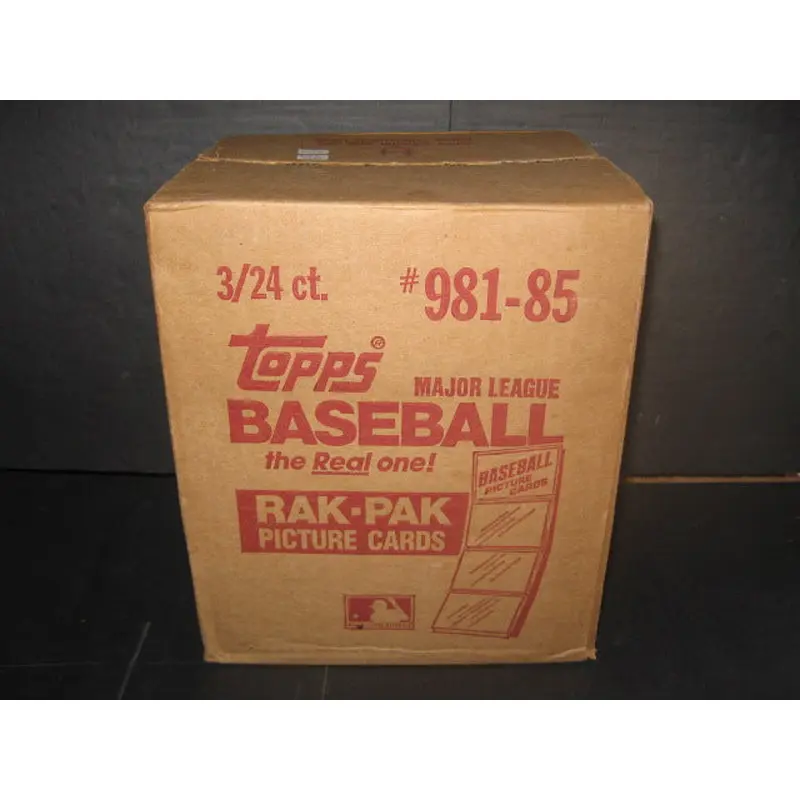 3/24 ct. #981-85
Topps®
MAJOR LEAGUE
BASEBALL
the Real one!
BASEBALL
PICTURE
CARDS
RAK-PAK
PICTURE CARDS